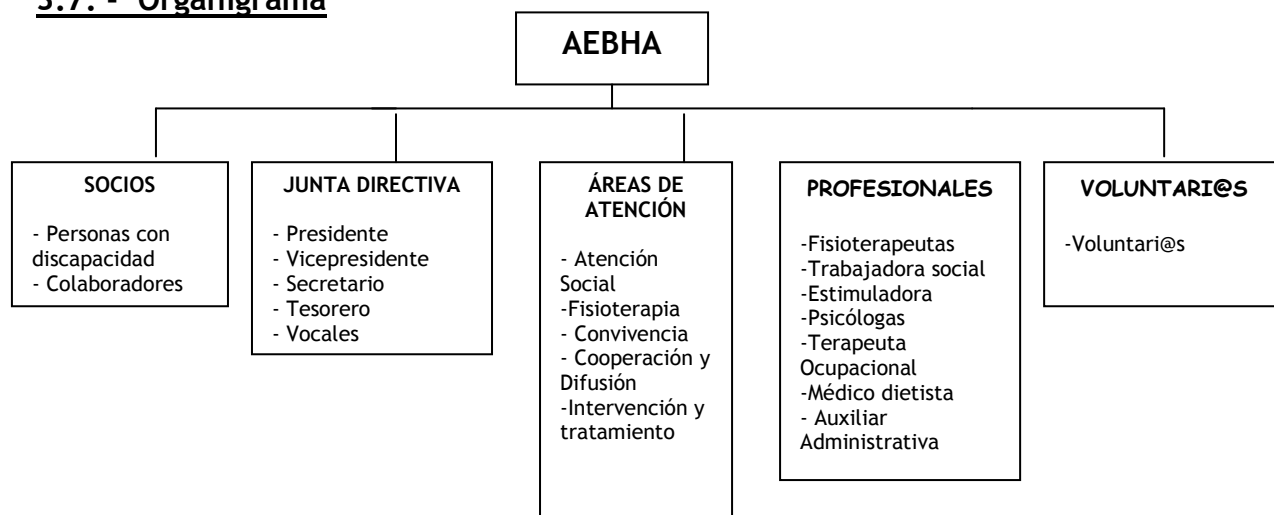 3.7. - Organigrama
AEBHA
SOCIOS
- Personas con
discapacidad
- Colaboradores
JUNTA DIRECTIVA
- Presidente
- Vicepresidente
- Secretario
- Tesorero
- Vocales
ÁREAS DE
ATENCIÓN
- Atención
Social
-Fisioterapia
- Convivencia
- Cooperación y
Difusión
-Intervención y
tratamiento
PROFESIONALES
-Fisioterapeutas
-Trabajadora social
-Estimuladora
-Psicólogas
-Terapeuta
Ocupacional
-Médico dietista
- Auxiliar
Administrativa
VOLUNTARI@S
-Voluntari@s